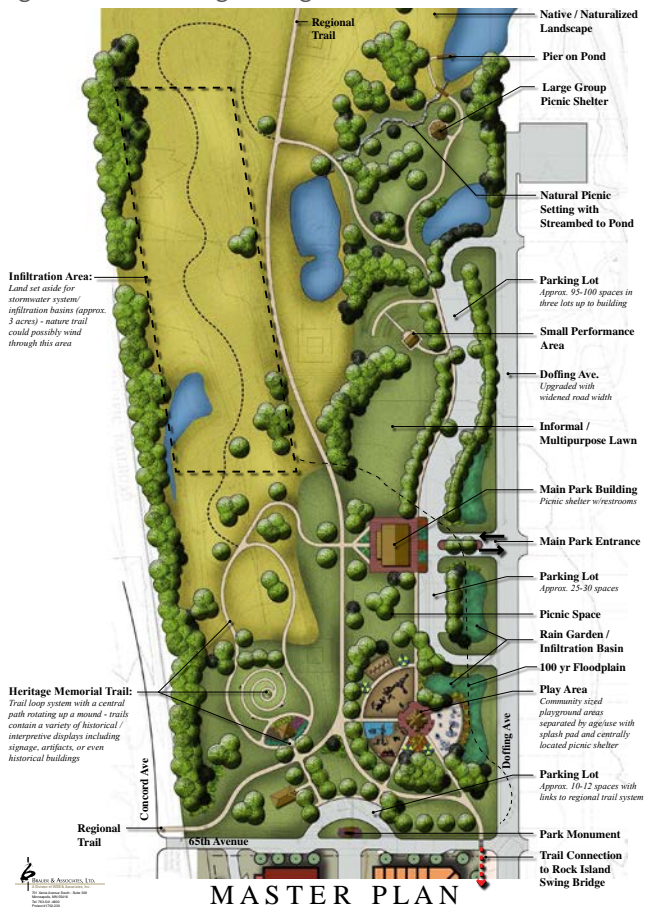 Regional
Trail
Native / Naturalized
Landscape
Pier on Pond
Large Group
Picnic Shelter
Natural Picnic
Setting with
Streambed to Pond
Infiltration Area:
Land set aside for
stormwater system/
infiltration basins (approx.
3 acres) - nature trail
could possibly wind
through this area
Parking Lot
Approx. 95-100 spaces in
three lots up to building
Small Performance
Area
Doffing Ave.
Upgraded with
widened road width
Informal /
Multipurpose Lawn
Main Park Building
Picnic shelter w/restrooms
Main Park Entrance
Parking Lot
Approx. 25-30 spaces
Picnic Space
Rain Garden /
Infiltration Basin
100 yr Floodplain
Heritage Memorial Trail:
Trail loop system with a central
path rotating up a mound - trails
contain a variety of historical /
interpretive displays including
signage, artifacts, or even
historical buildings
Play Area
Community sized
playground areas
separated by age/use with
splash pad and centrally
located picnic shelter
Concord Ave
Doffing Ave
Parking Lot
Approx. 10-12 spaces with
links to regional trail system
Regional
Trail
65th Avenue
Park Monument
Trail Connection
to Rock Island
Swing Bridge
BRAUER & ASSOCIATES, LTD.
MASTER PLAN